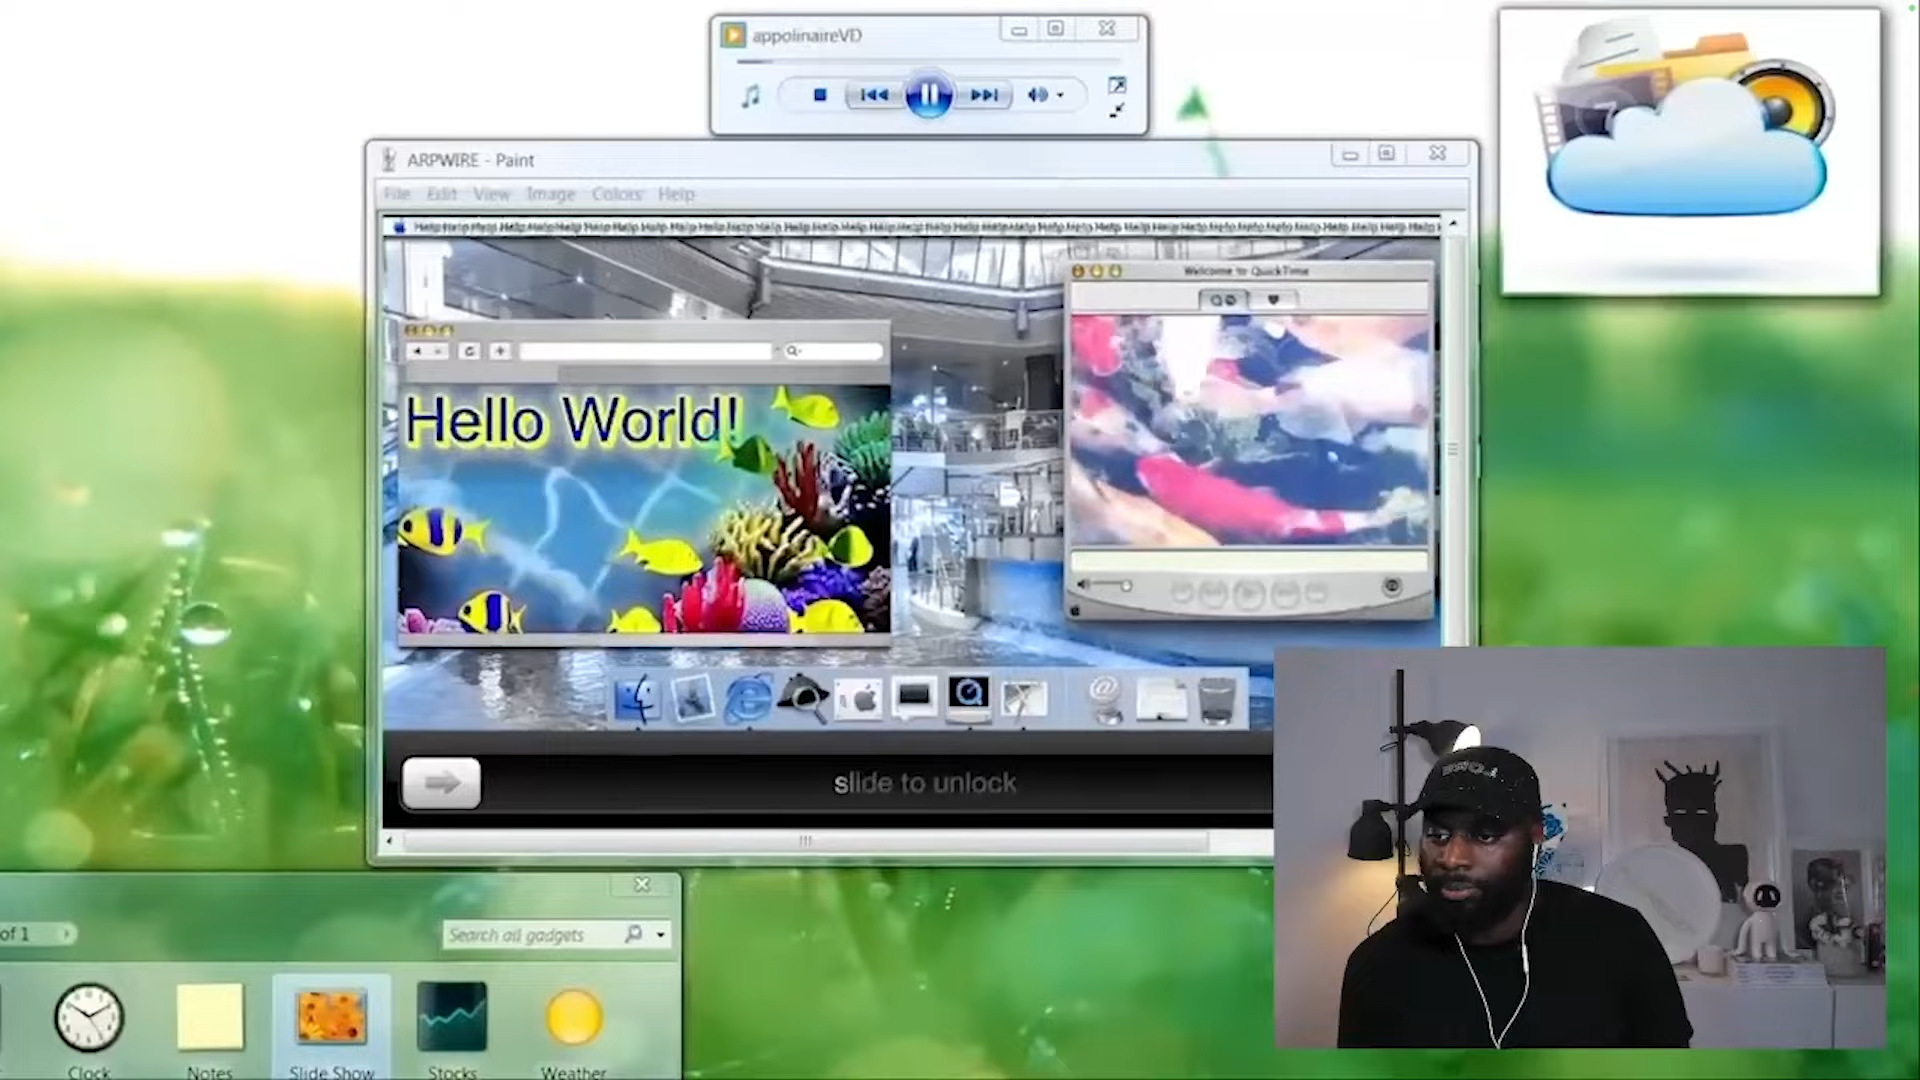 appolinaireVD
ARPWIRE - Paint
File Edit View Image Colors Help
Welcome to QuickTime
Hello World!
slide to unlock
of 1
Search all gadgets
Clock Notes Slide Show Stocks Weather